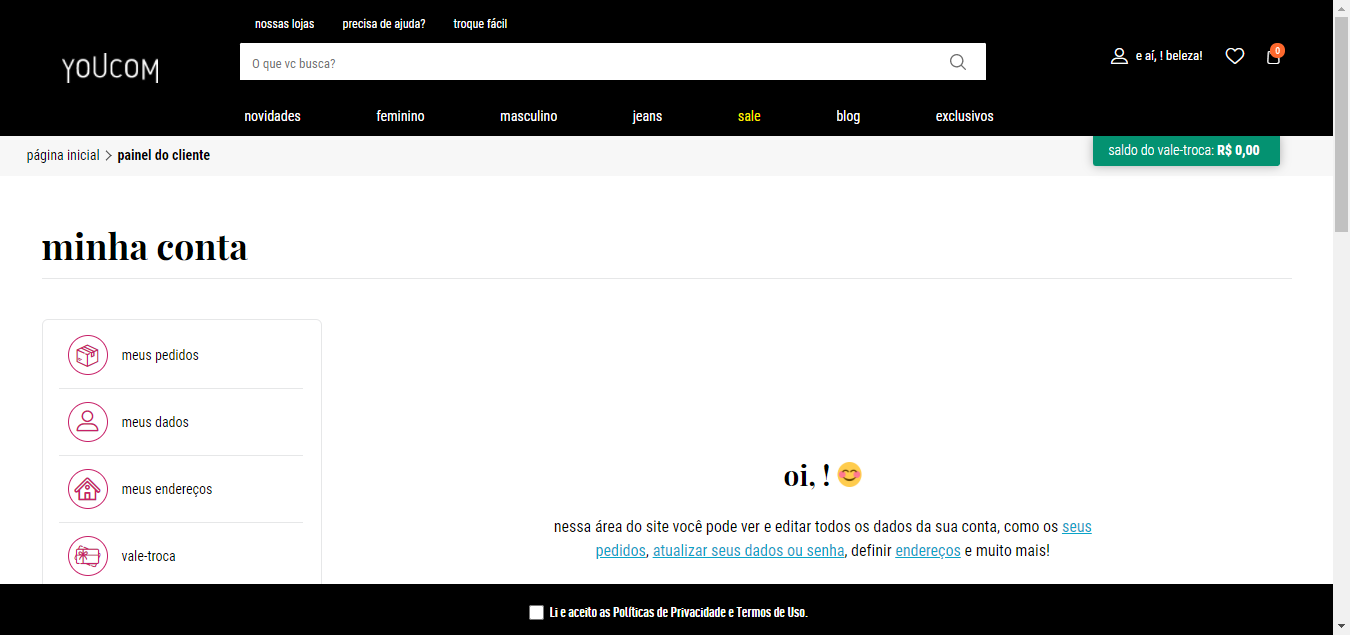 nossas lojas precisa de ajuda? troque fácil
YOUCOM
O que vc busca?
e aí, ! beleza!
0
novidades feminino masculino jeans sale blog exclusivos
página inicial > painel do cliente
saldo do vale-troca: R$ 0,00
minha conta
meus pedidos
meus dados
meus endereços
vale-troca
oi, ! 😊
nessa área do site você pode ver e editar todos os dados da sua conta, como os seus
pedidos, atualizar seus dados ou senha, definir endereços e muito mais!
Li e aceito as Políticas de Privacidade e Termos de Uso.